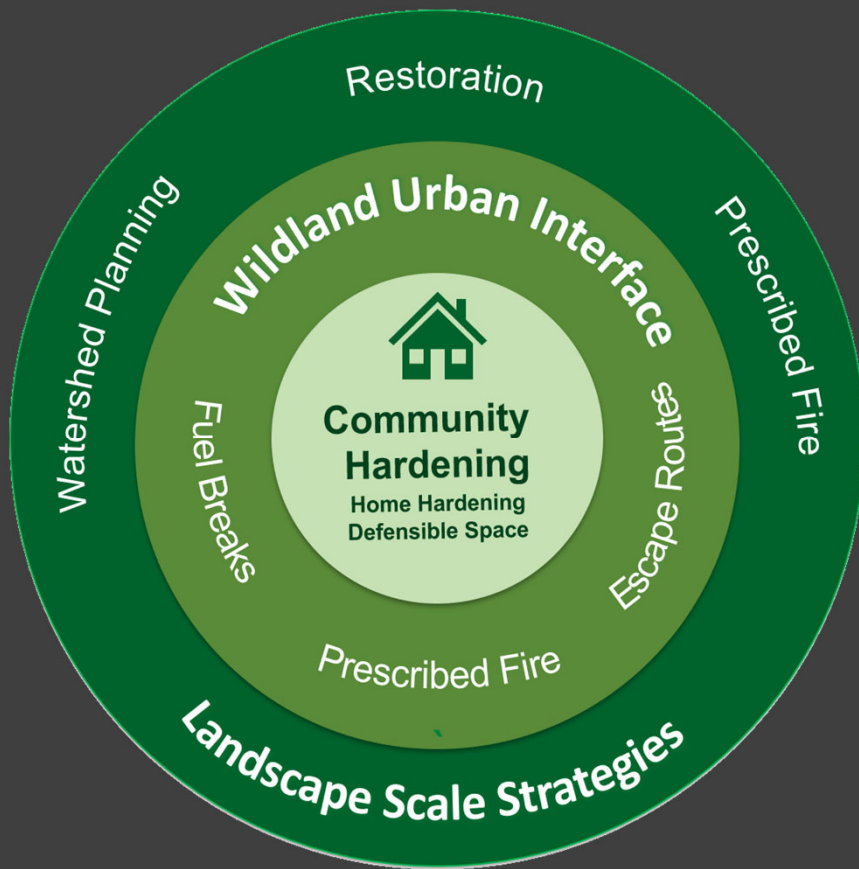 Restoration
Watershed Planning
Prescribed Fire
Wildland Urban Interface
Fuel Breaks
Escape Routes
Community
Hardening
Home Hardening
Defensible Space
Prescribed Fire
Landscape Scale Strategies